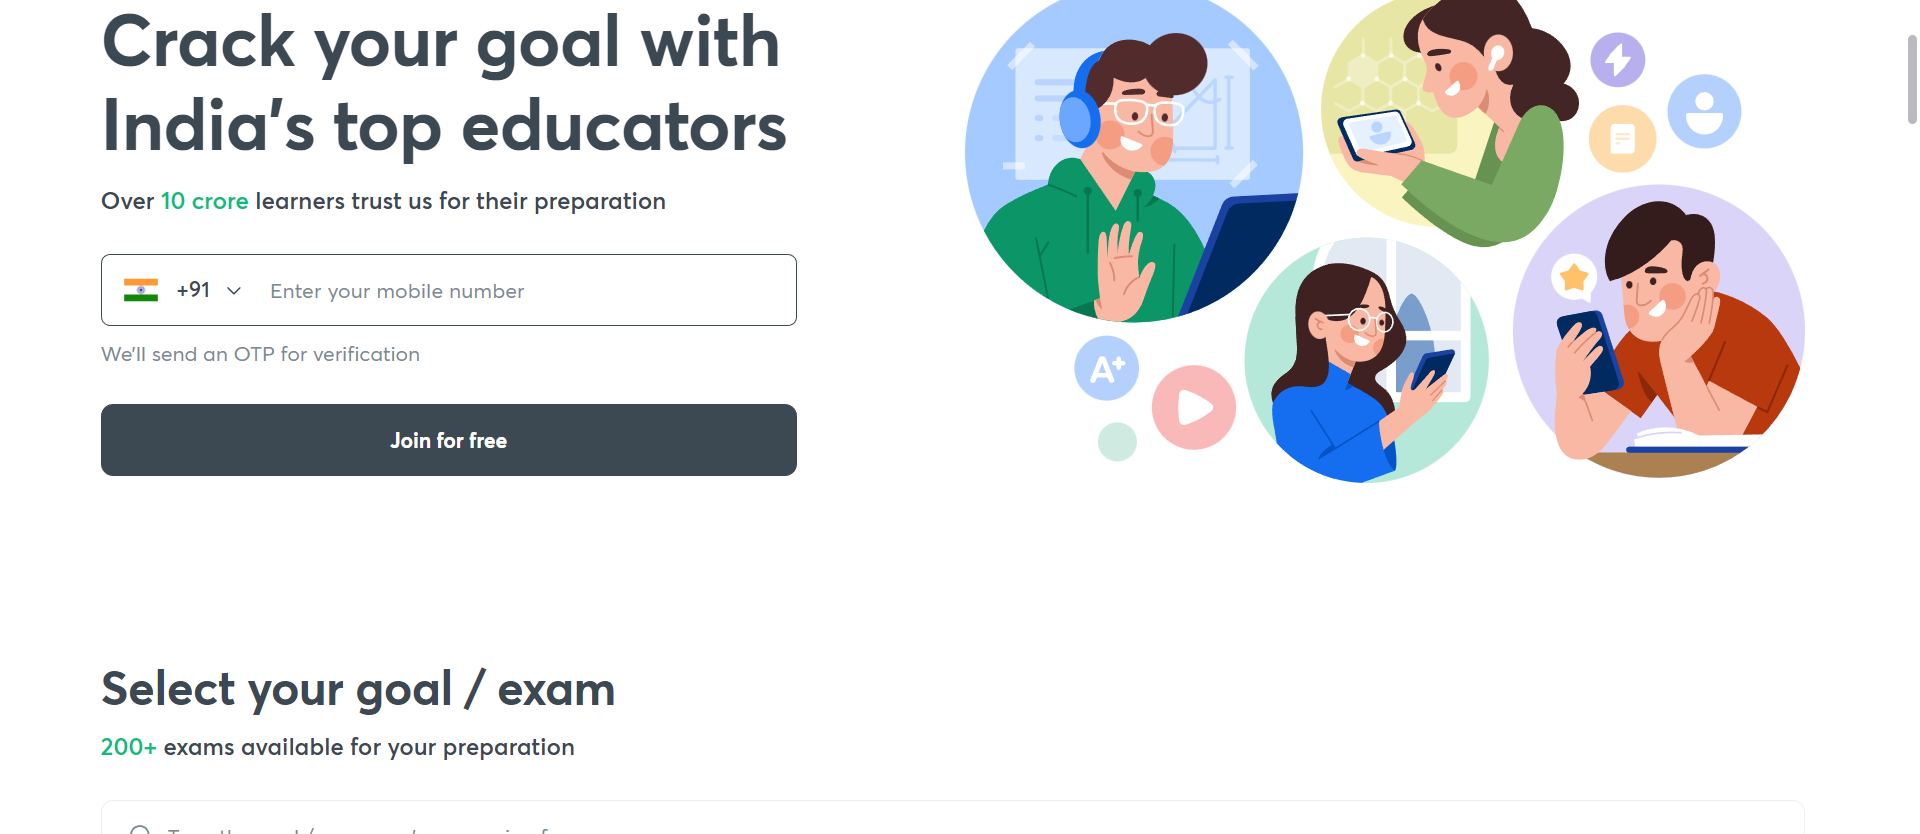 Crack your goal with
India's top educators
Over 10 crore learners trust us for their preparation
+91 Enter your mobile number
We'll send an OTP for verification
Join for free
A+
Select your goal / exam
200+ exams available for your preparation